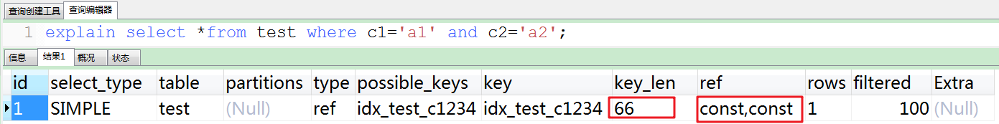 查询创建工具 查询编辑器
1 explain select *from test where c1='a1' and c2='a2';
信息 结果1 概况 状态
id select_type table partitions type possible_keys key key_len ref rows filtered Extra
1 SIMPLE test (Null) ref idx_test_c1234 idx_test_c1234 66 const,const 1 100 (Null)